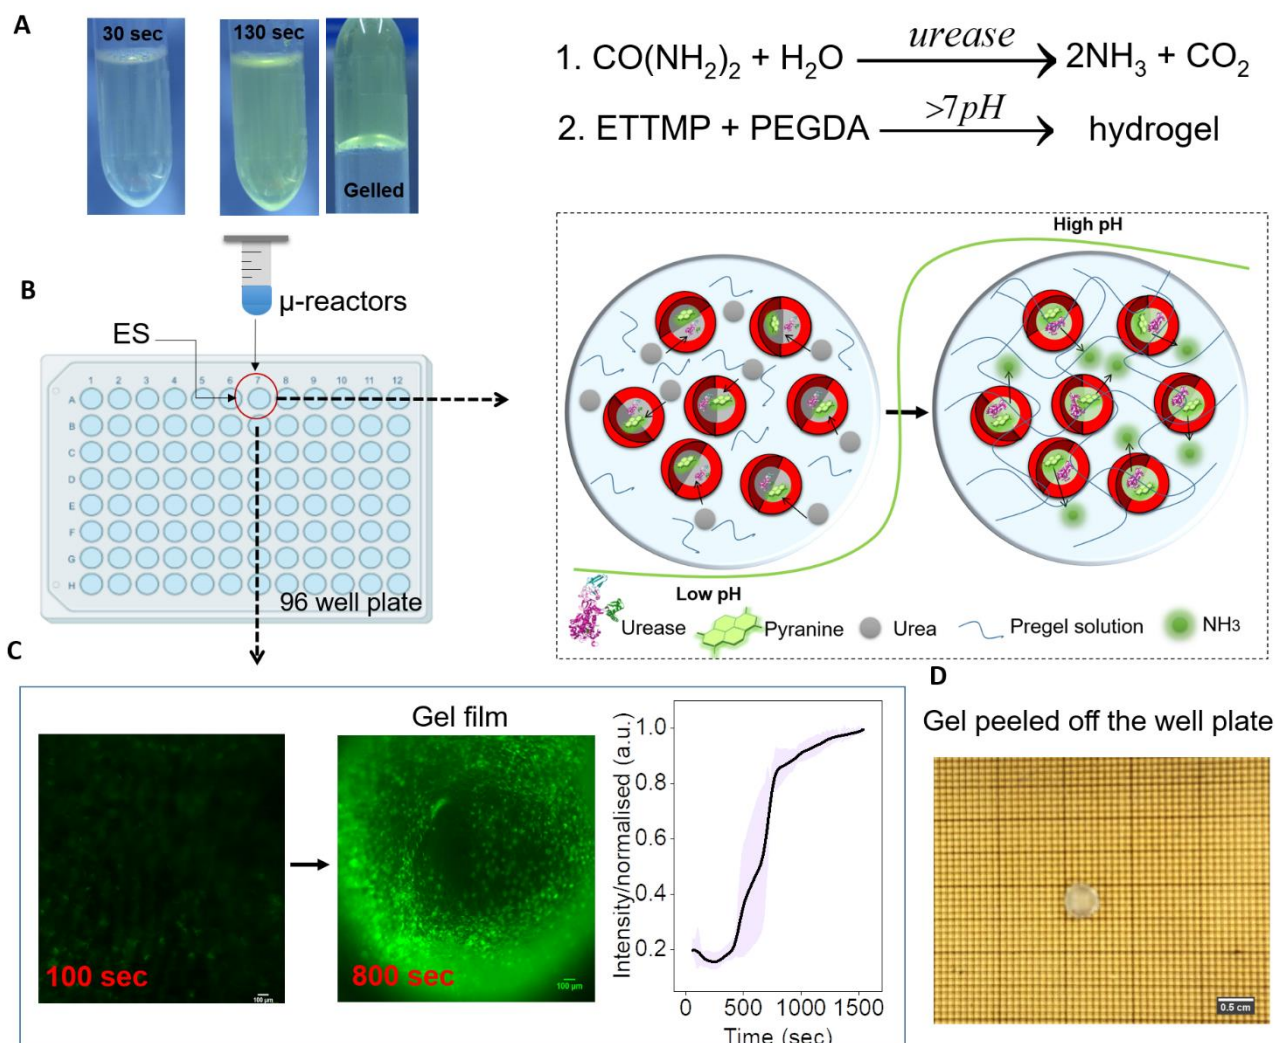 A
30 sec
130 sec
Gelled
1. CO(NH₂)₂ + H₂O urease 2NH₃ + CO₂
2. ETTMP + PEGDA >7pH hydrogel
B
μ-reactors
ES
1 2 3 4 5 6 7 8 9 10 11 12
A
B
C
D
E
F
G
H
96 well plate
High pH
Low pH
Urease
Pyranine
Urea
Pregel solution
NH₃
C
Gel film
100 sec
100 μm
800 sec
100 μm
Intensity/normalised (a.u.)
1.0
0.8
0.6
0.4
0.2
0 500 1000 1500
Time (sec)
D
Gel peeled off the well plate
0.5 cm